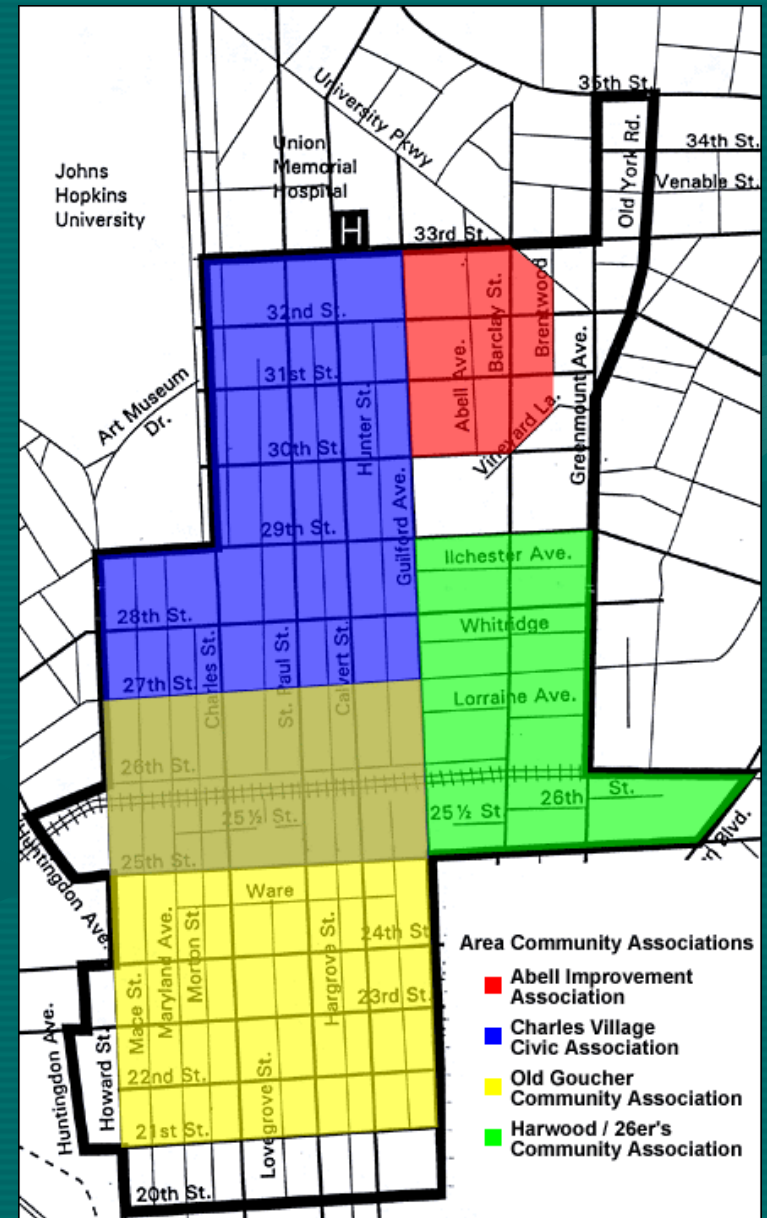 35th St.
University Pkwy
Old York Rd.
34th St.
Union
Memorial
Hospital
Johns
Hopkins
University
Venable St.
H
33rd St.
Barclay St.
Brentwood
32nd St.
Abell Ave.
Greenmount Ave.
31st St.
Art Museum
Dr.
Hunter St.
Vineyard La.
30th St
Guilford Ave.
29th St.
Ilchester Ave.
28th St.
Whitridge
Charles St.
St. Paul St.
Calvert St.
27th St.
Lorraine Ave.
26th St.
26th St.
25 ½ St.
25 ½ St.
Huntingdon Ave.
25th St.
Blvd.
Ware
Maryland Ave.
Morton St.
Hargrove St.
24th St
Mace St.
23rd St.
Huntingdon Ave.
Howard St.
22nd St.
Lovegrove St.
21st St.
20th St.
Area Community Associations
Abell Improvement
Association
Charles Village
Civic Association
Old Goucher
Community Association
Harwood / 26er's
Community Association